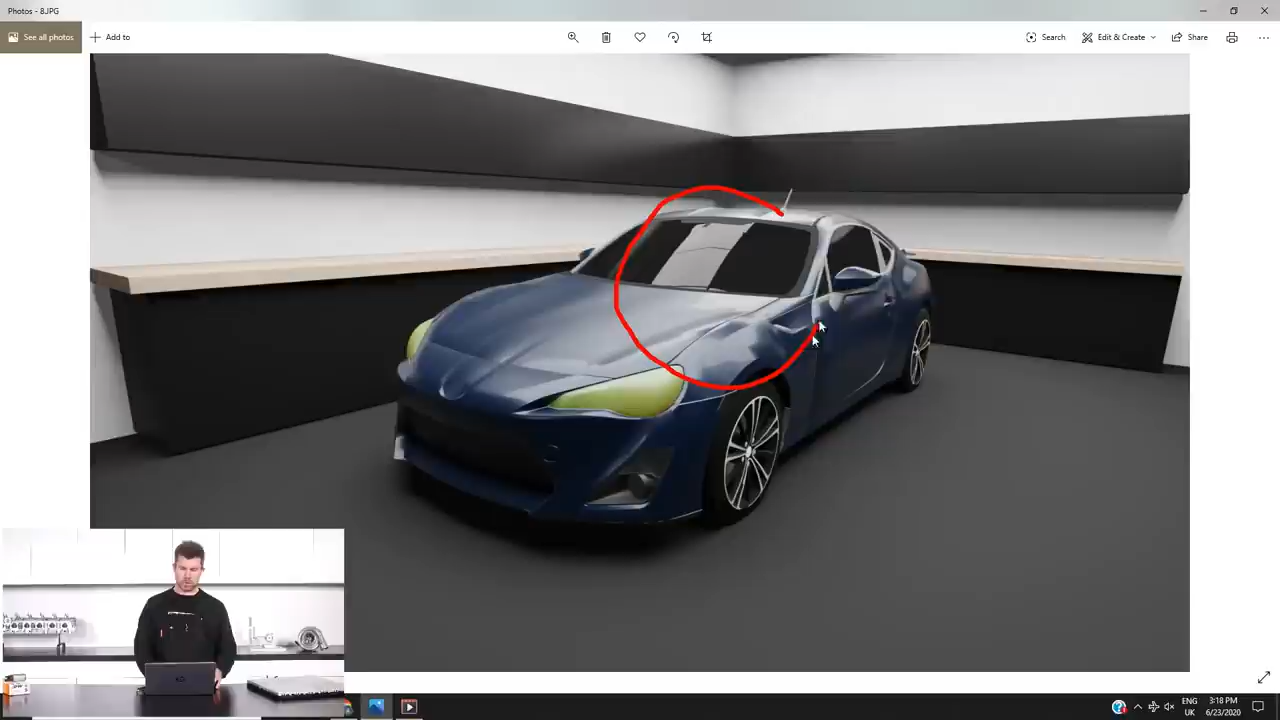 Photos - 8.JPG
See all photos
Add to
Search
Edit & Create
Share
ENG
UK
3:18 PM
6/23/2020